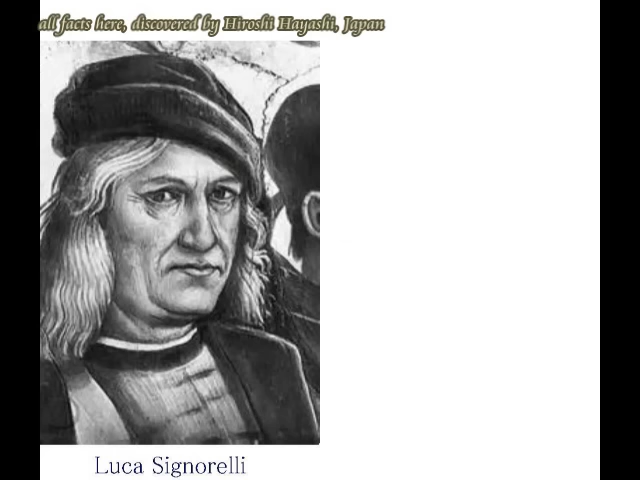 all facts here, discovered by Hiroshi Hayashi, Japan
Luca Signorelli